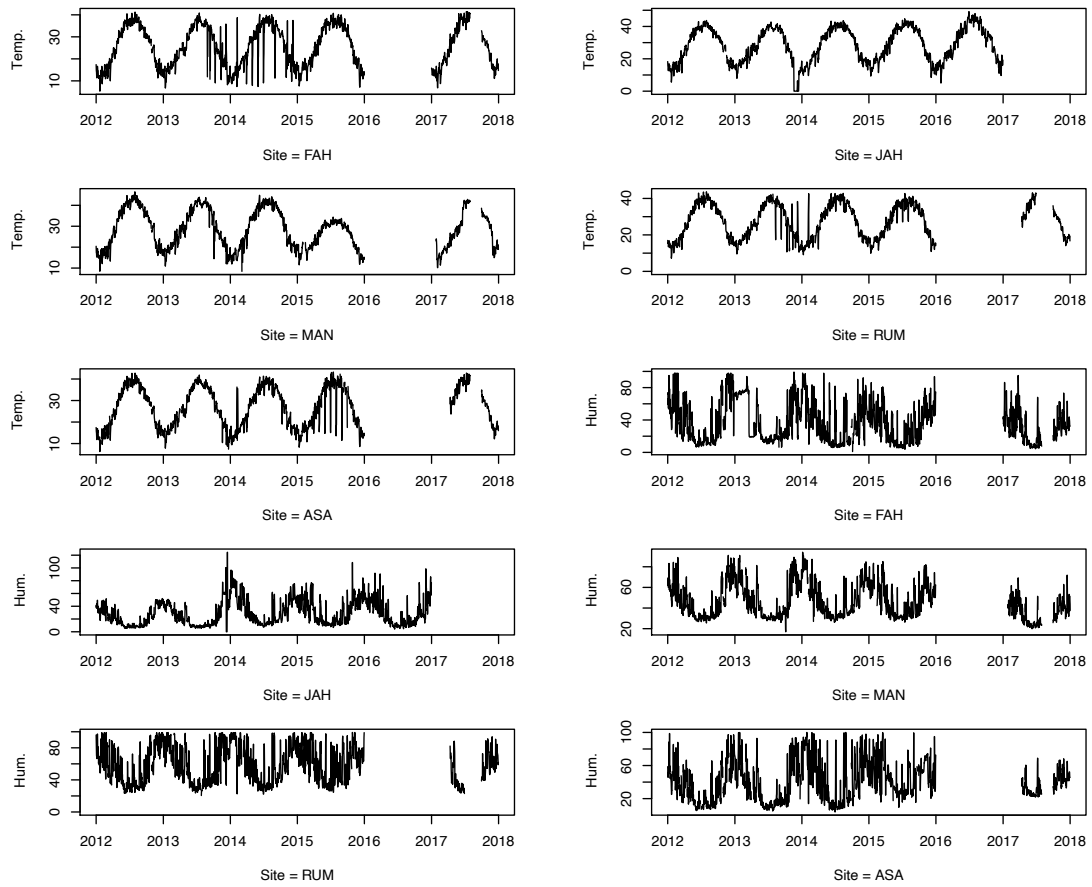 Temp.
10 30
2012 2013 2014 2015 2016 2017 2018
Site = FAH
Temp.
0 20 40
2012 2013 2014 2015 2016 2017 2018
Site = JAH
Temp.
10 30
2012 2013 2014 2015 2016 2017 2018
Site = MAN
Temp.
0 20 40
2012 2013 2014 2015 2016 2017 2018
Site = RUM
Temp.
10 30
2012 2013 2014 2015 2016 2017 2018
Site = ASA
Hum.
0 40 80
2012 2013 2014 2015 2016 2017 2018
Site = FAH
Hum.
0 40 100
2012 2013 2014 2015 2016 2017 2018
Site = JAH
Hum.
20 60
2012 2013 2014 2015 2016 2017 2018
Site = MAN
Hum.
0 40 80
2012 2013 2014 2015 2016 2017 2018
Site = RUM
Hum.
20 60 100
2012 2013 2014 2015 2016 2017 2018
Site = ASA